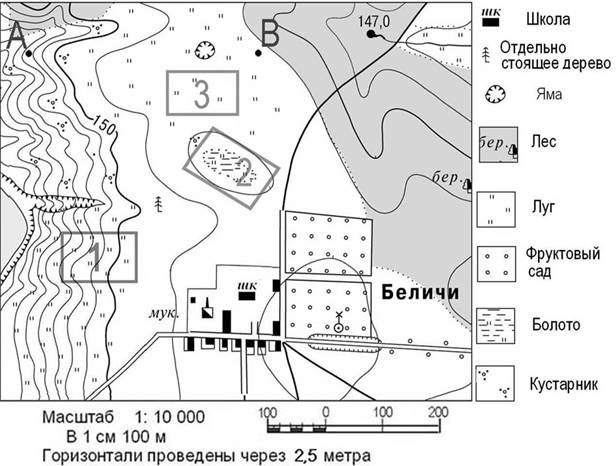 А
В
147,0
3
150
2
бер.
1
шк
Беличи
мук.
шк
Школа
Отдельно
стоящее дерево
Яма
бер.
Лес
Луг
Фруктовый
сад
Болото
Кустарник
Масштаб 1: 10 000
В 1 см 100 м
100 0 100 200
Горизонтали проведены через 2,5 метра